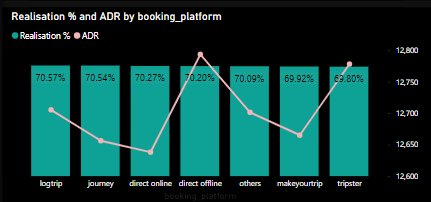 Realisation % and ADR by booking_platform
Realisation % ADR
12,800
70.57% 70.54% 70.27% 70.20% 70.09% 69.92% 69.80%
12,750
12,700
12,650
12,600
logtrip journey direct online direct offline others makeyourtrip tripster
booking_platform